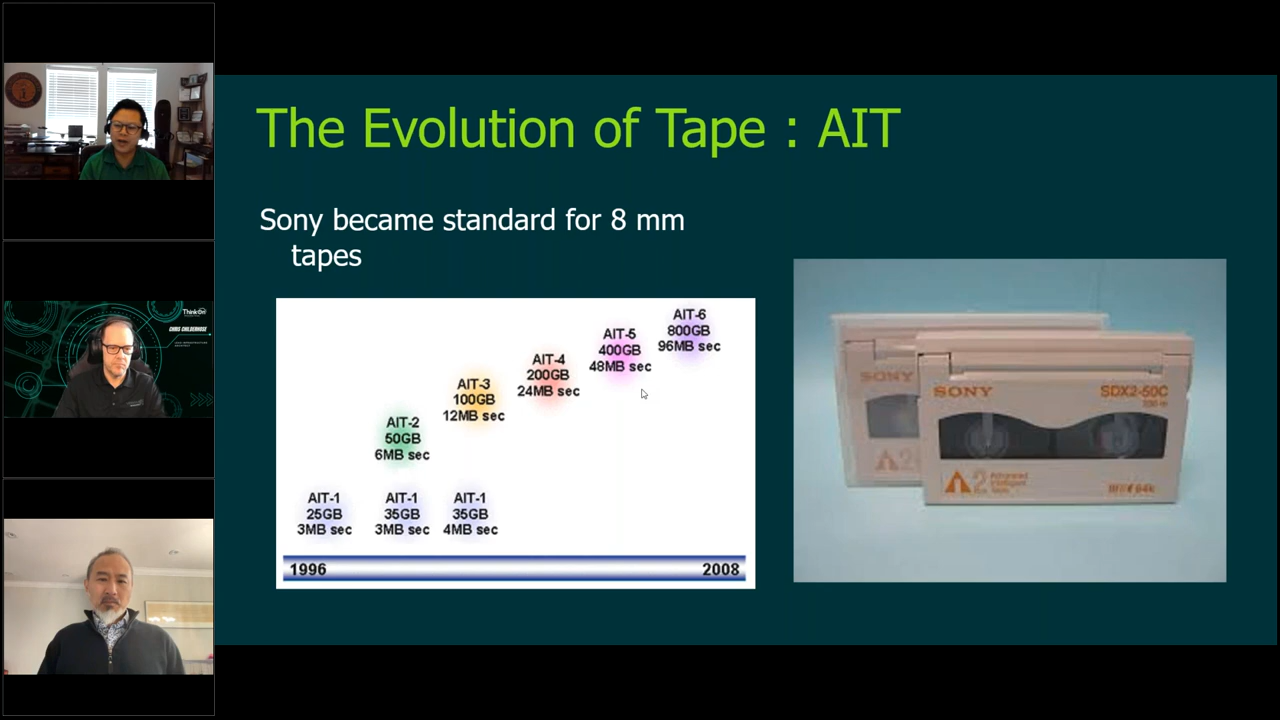 ThinkOn
CHRIS CHILDERHOSE
The Evolution of Tape : AIT
Sony became standard for 8 mm
tapes
AIT-1
25GB
3MB sec
AIT-1
35GB
3MB sec
AIT-1
35GB
4MB sec
AIT-2
50GB
6MB sec
AIT-3
100GB
12MB sec
AIT-4
200GB
24MB sec
AIT-5
400GB
48MB sec
AIT-6
800GB
96MB sec
1996
2008
SONY
SONY
SDX2-50C
A2
Advanced
Intelligent
Tape
64k